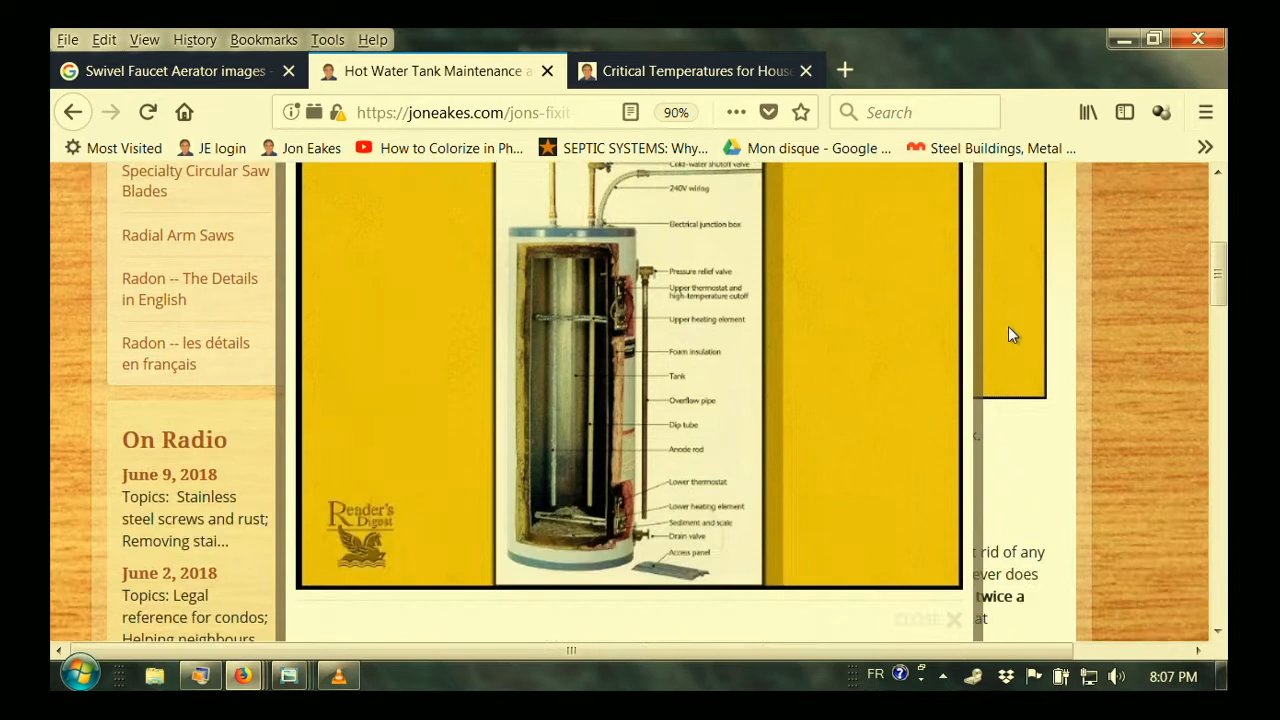 File Edit View History Bookmarks Tools Help
Swivel Faucet Aerator images -
Hot Water Tank Maintenance a
Critical Temperatures for House
https://joneakes.com/jons-fixit
90%
Search
Most Visited
JE login
Jon Eakes
How to Colorize in Ph...
SEPTIC SYSTEMS: Why...
Mon disque - Google ...
Steel Buildings, Metal ...
Specialty Circular Saw
Blades
Radial Arm Saws
Radon -- The Details
in English
Radon -- les détails
en français
On Radio
June 9, 2018
Topics: Stainless
steel screws and rust;
Removing stai...
June 2, 2018
Topics: Legal
reference for condos;
Helping neighbours
Cold-water shutoff valve
240V wiring
Electrical junction box
Pressure relief valve
Upper thermostat and
high-temperature cutoff
Upper heating element
Foam insulation
Tank
Overflow pipe
Dip tube
Anode rod
Lower thermostat
Lower heating element
Sediment and scale
Drain valve
Access panel
Reader's
Digest
CLOSE X
x.
t rid of any
ever does
twice a
at
FR
8:07 PM